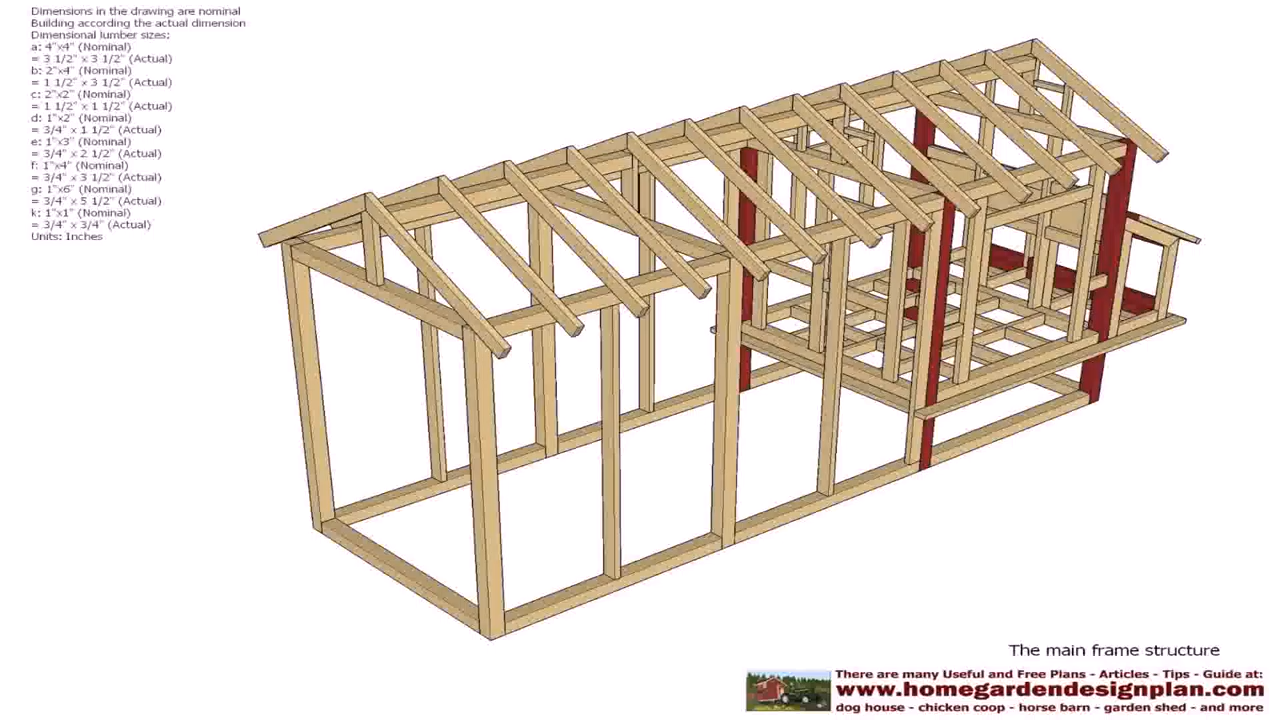 Dimensions in the drawing are nominal
Building according the actual dimension
Dimensional lumber sizes:
a: 4"x4" (Nominal)
= 3 1/2" x 3 1/2" (Actual)
b: 2"x4" (Nominal)
= 1 1/2" x 3 1/2" (Actual)
c: 2"x2" (Nominal)
= 1 1/2" x 1 1/2" (Actual)
d: 1"x2" (Nominal)
= 3/4" x 1 1/2" (Actual)
e: 1"x3" (Nominal)
= 3/4" x 2 1/2" (Actual)
f: 1"x4" (Nominal)
= 3/4" x 3 1/2" (Actual)
g: 1"x6" (Nominal)
= 3/4" x 5 1/2" (Actual)
k: 1"x1" (Nominal)
= 3/4" x 3/4" (Actual)
Units: Inches
The main frame structure
There are many Useful and Free Plans - Articles - Tips - Guide at:
www.homegardendesignplan.com
dog house - chicken coop - horse barn - garden shed - and more